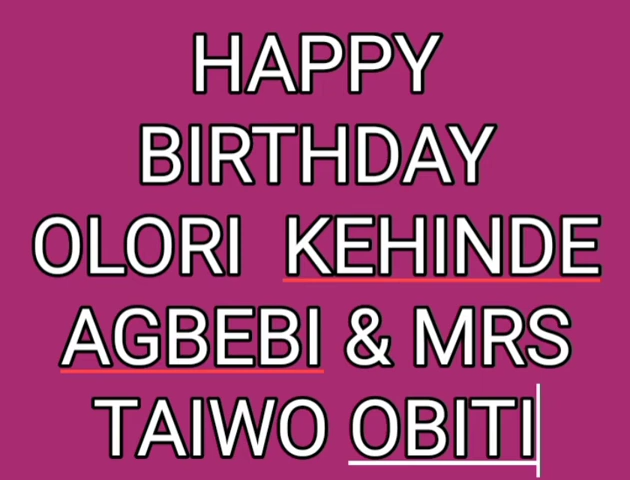 HAPPY
BIRTHDAY
OLORI KEHINDE
AGBEBI & MRS
TAIWO OBITI